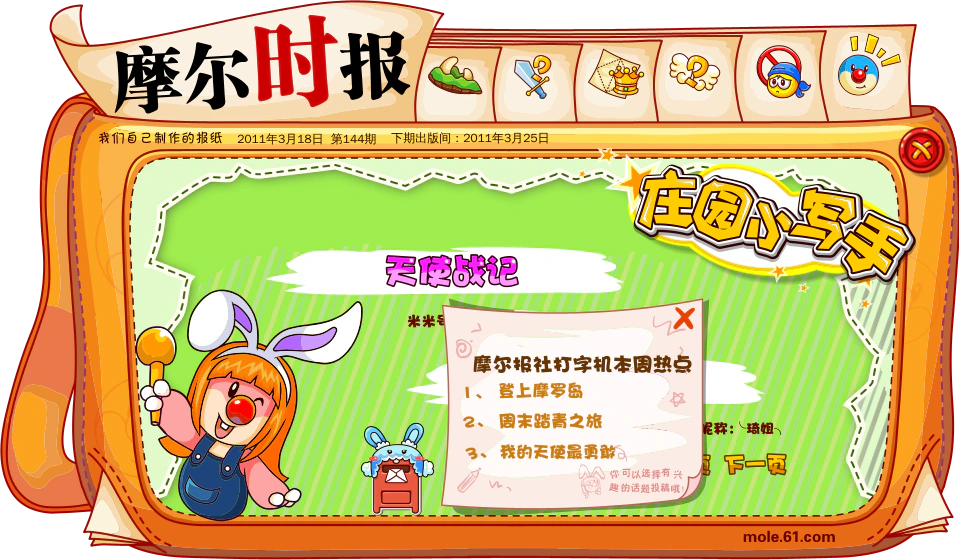 摩尔时报
我们自己制作的报纸 2011年3月18日 第144期 下期出版间：2011年3月25日
庄园小写手
天使战记
米米号
摩尔报社打字机本周热点
1、 登上摩罗岛
2、 周末踏青之旅
3、 我的天使最勇敢
你可以选择有兴
趣的话题投稿哦!
昵称：琦妲
页 下一页
mole.61.com